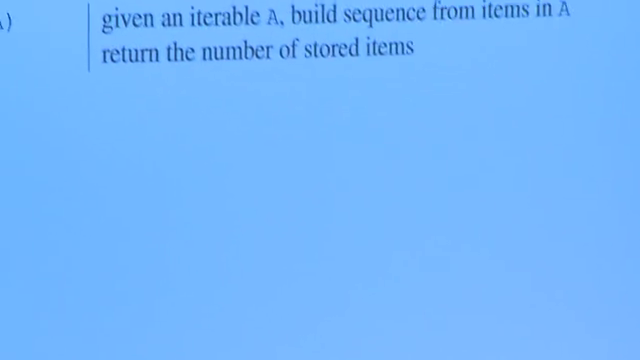 ) given an iterable A, build sequence from items in A
return the number of stored items